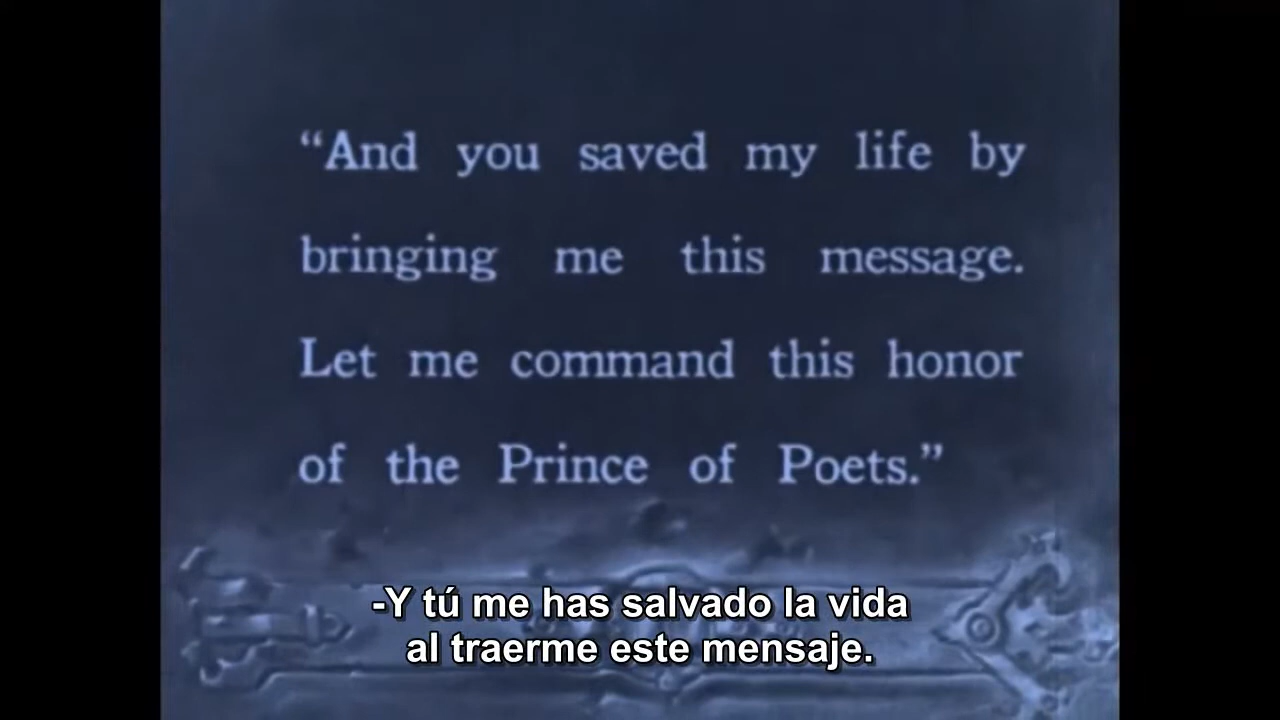 “And you saved my life by
bringing me this message.
Let me command this honor
of the Prince of Poets.”
-Y tú me has salvado la vida
al traerme este mensaje.